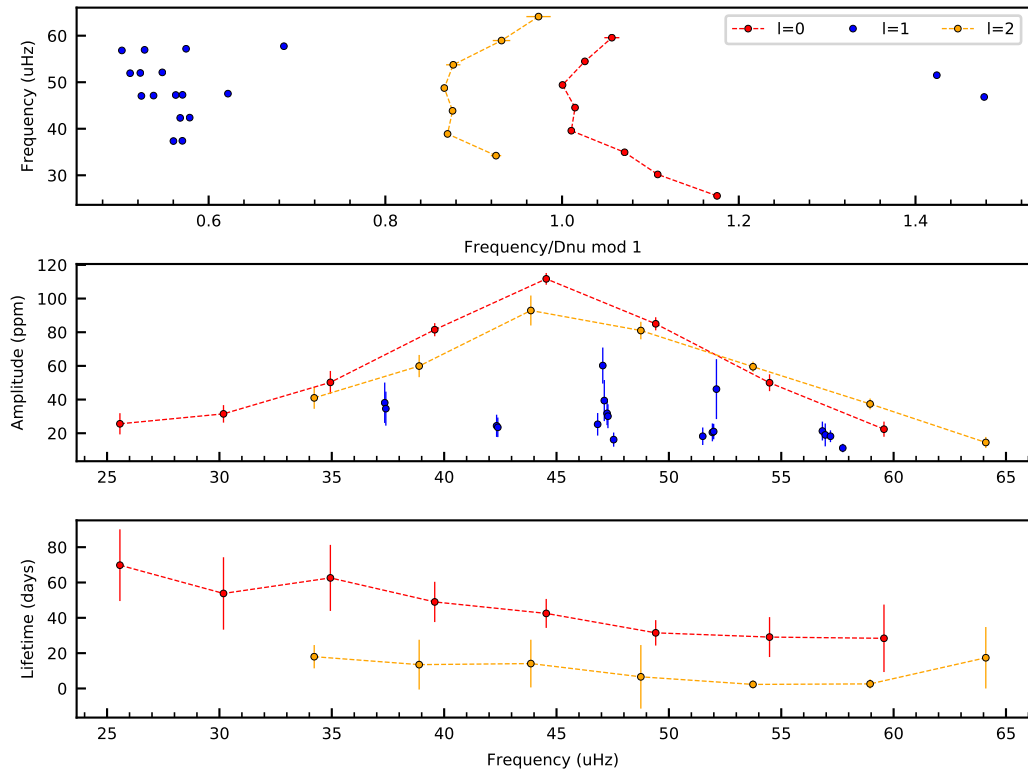 l=0 l=1 l=2
60
50
40
30
Frequency (uHz)
0.6 0.8 1.0 1.2 1.4
Frequency/Dnu mod 1
120
100
80
60
40
20
Amplitude (ppm)
25 30 35 40 45 50 55 60 65
80
60
40
20
0
Lifetime (days)
25 30 35 40 45 50 55 60 65
Frequency (uHz)